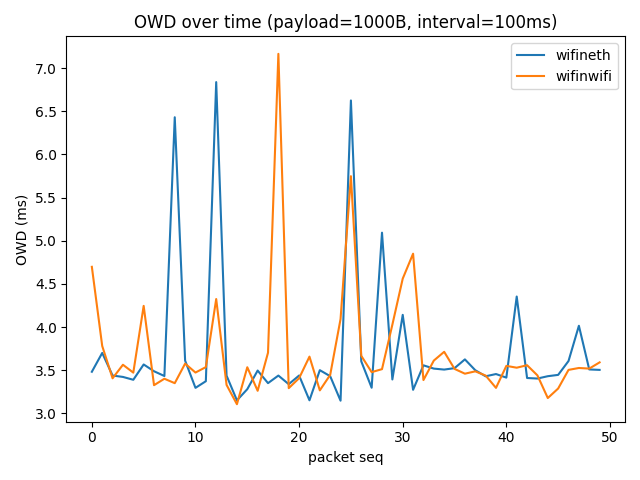 OWD over time (payload=1000B, interval=100ms)
wifineth
wifinwifi
7.0
6.5
6.0
5.5
5.0
4.5
4.0
3.5
3.0
OWD (ms)
0 10 20 30 40 50
packet seq